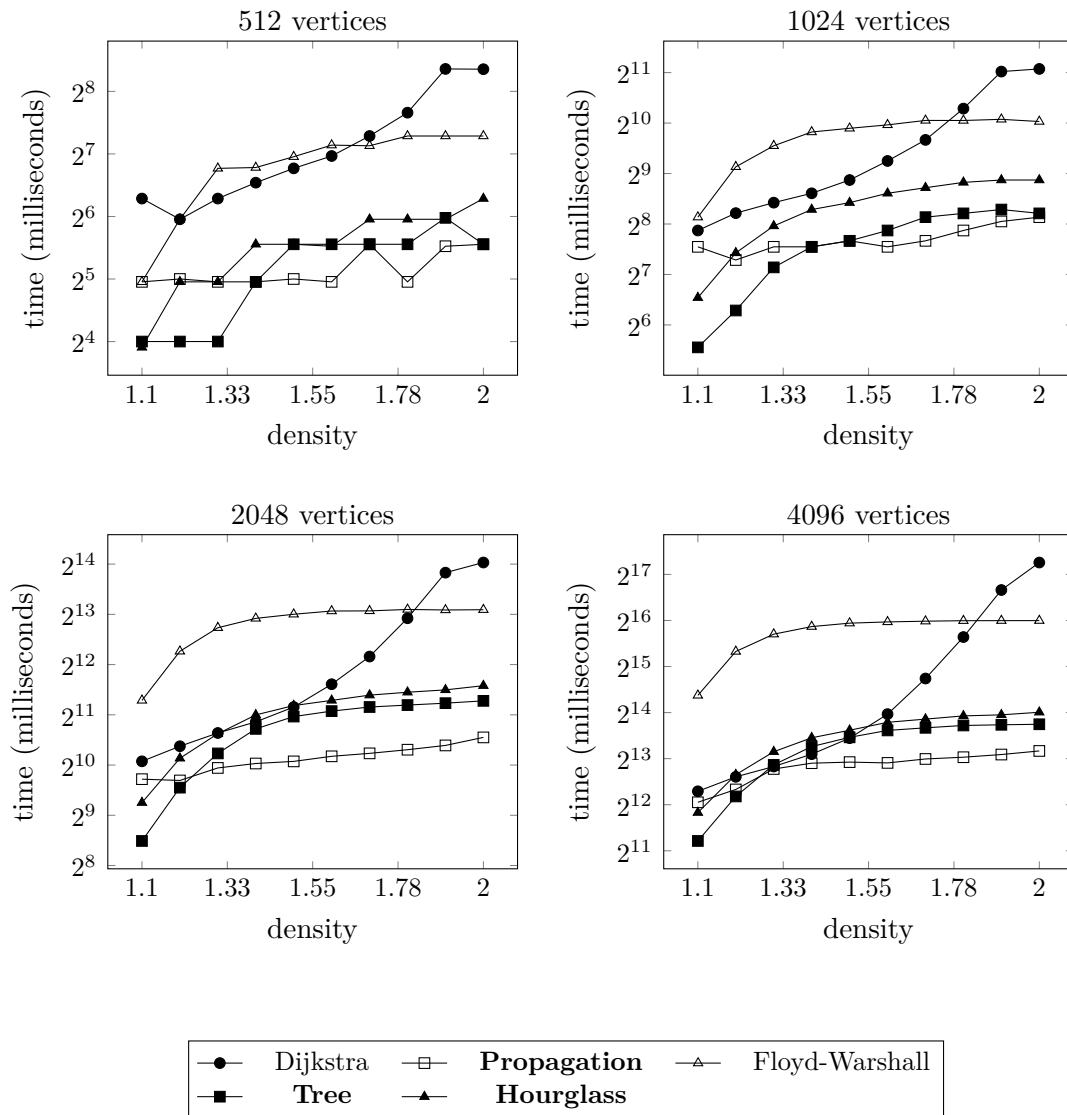 512 vertices
1024 vertices
time (milliseconds)
2^8
2^7
2^6
2^5
2^4
1.1 1.33 1.55 1.78 2
density
time (milliseconds)
2^11
2^10
2^9
2^8
2^7
2^6
1.1 1.33 1.55 1.78 2
density
2048 vertices
4096 vertices
time (milliseconds)
2^14
2^13
2^12
2^11
2^10
2^9
2^8
1.1 1.33 1.55 1.78 2
density
time (milliseconds)
2^17
2^16
2^15
2^14
2^13
2^12
2^11
1.1 1.33 1.55 1.78 2
density
Dijkstra Propagation Floyd-Warshall
Tree Hourglass